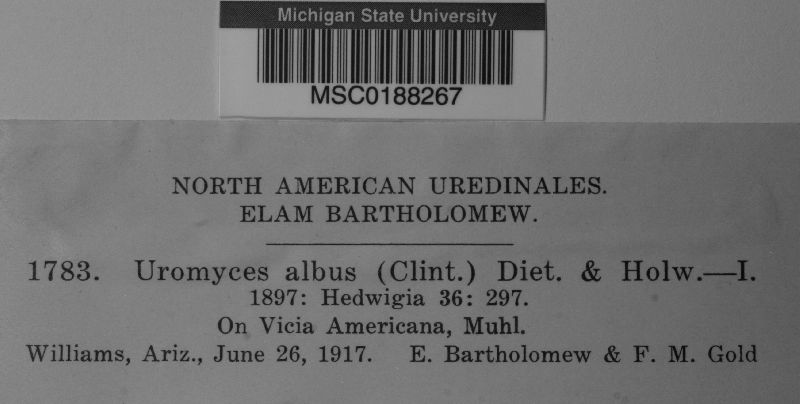 Michigan State University
MSC0188267
NORTH AMERICAN UREDINALES.
ELAM BARTHOLOMEW.
1783. Uromyces albus (Clint.) Diet. & Holw.—I.
1897: Hedwigia 36: 297.
On Vicia Americana, Muhl.
Williams, Ariz., June 26, 1917. E. Bartholomew & F. M. Gold